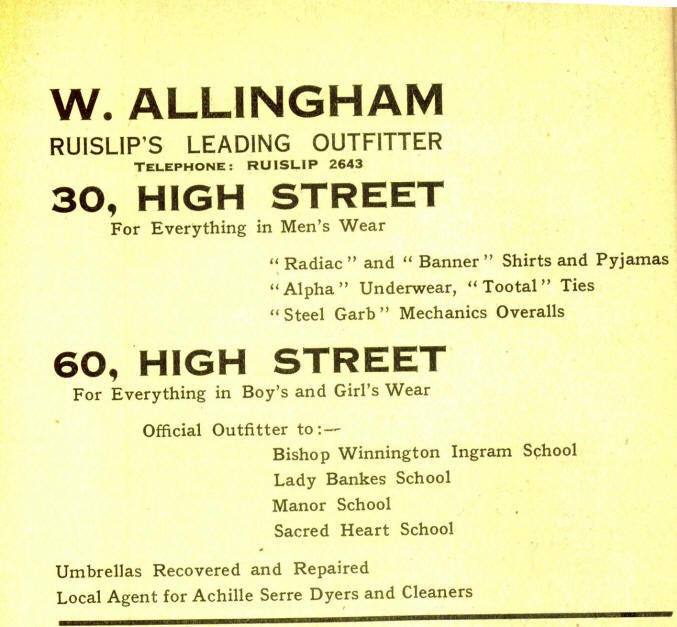 W. ALLINGHAM
RUISLIP'S LEADING OUTFITTER
TELEPHONE: RUISLIP 2643
30, HIGH STREET
For Everything in Men's Wear
"Radiac" and "Banner" Shirts and Pyjamas
"Alpha" Underwear, "Tootal" Ties
"Steel Garb" Mechanics Overalls
60, HIGH STREET
For Everything in Boy's and Girl's Wear
Official Outfitter to:—
Bishop Winnington Ingram School
Lady Bankes School
Manor School
Sacred Heart School
Umbrellas Recovered and Repaired
Local Agent for Achille Serre Dyers and Cleaners